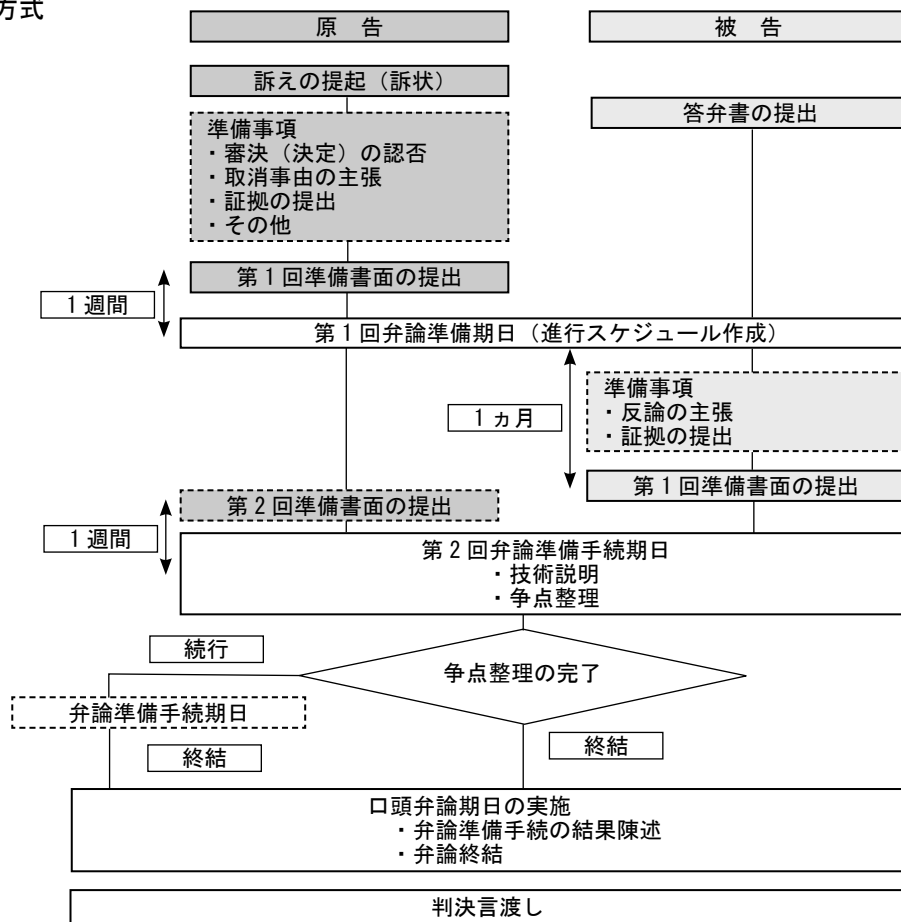 方式
原　告
被　告
訴えの提起（訴状）
答弁書の提出
準備事項
・審決（決定）の認否
・取消事由の主張
・証拠の提出
・その他
第１回準備書面の提出
１週間
第１回弁論準備期日（進行スケジュール作成）
準備事項
・反論の主張
・証拠の提出
１ヵ月
第１回準備書面の提出
第２回準備書面の提出
１週間
第２回弁論準備手続期日
・技術説明
・争点整理
続行
争点整理の完了
弁論準備手続期日
終結
終結
口頭弁論期日の実施
・弁論準備手続の結果陳述
・弁論終結
判決言渡し